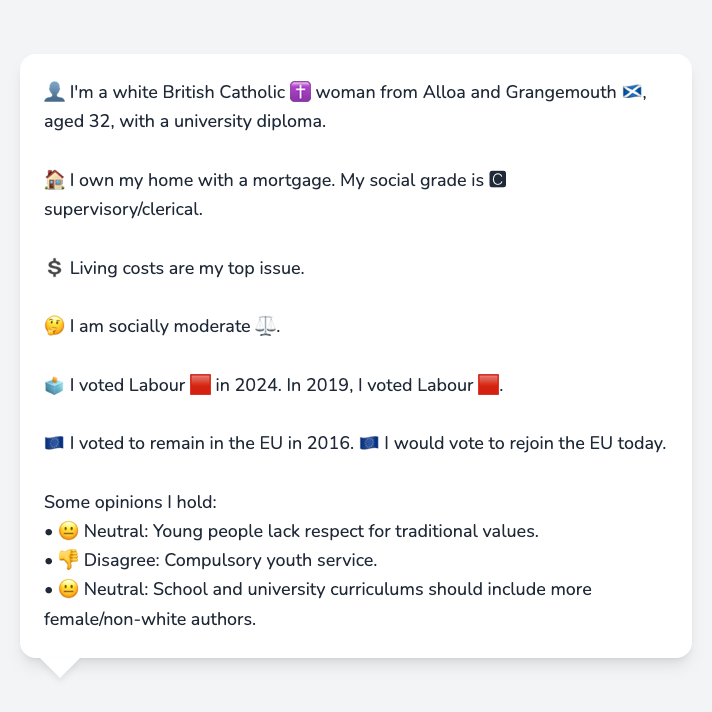 👤 I'm a white British Catholic ✝️ woman from Alloa and Grangemouth 🏴󠁧󠁢󠁳󠁣󠁴󠁿,
aged 32, with a university diploma.
🏠 I own my home with a mortgage. My social grade is 🅲
supervisory/clerical.
💲 Living costs are my top issue.
🤔 I am socially moderate ⚖️.
🗳️ I voted Labour 🟥 in 2024. In 2019, I voted Labour 🟥.
🇪🇺 I voted to remain in the EU in 2016. 🇪🇺 I would vote to rejoin the EU today.
Some opinions I hold:
• 😐 Neutral: Young people lack respect for traditional values.
• 👎 Disagree: Compulsory youth service.
• 😐 Neutral: School and university curriculums should include more
female/non-white authors.